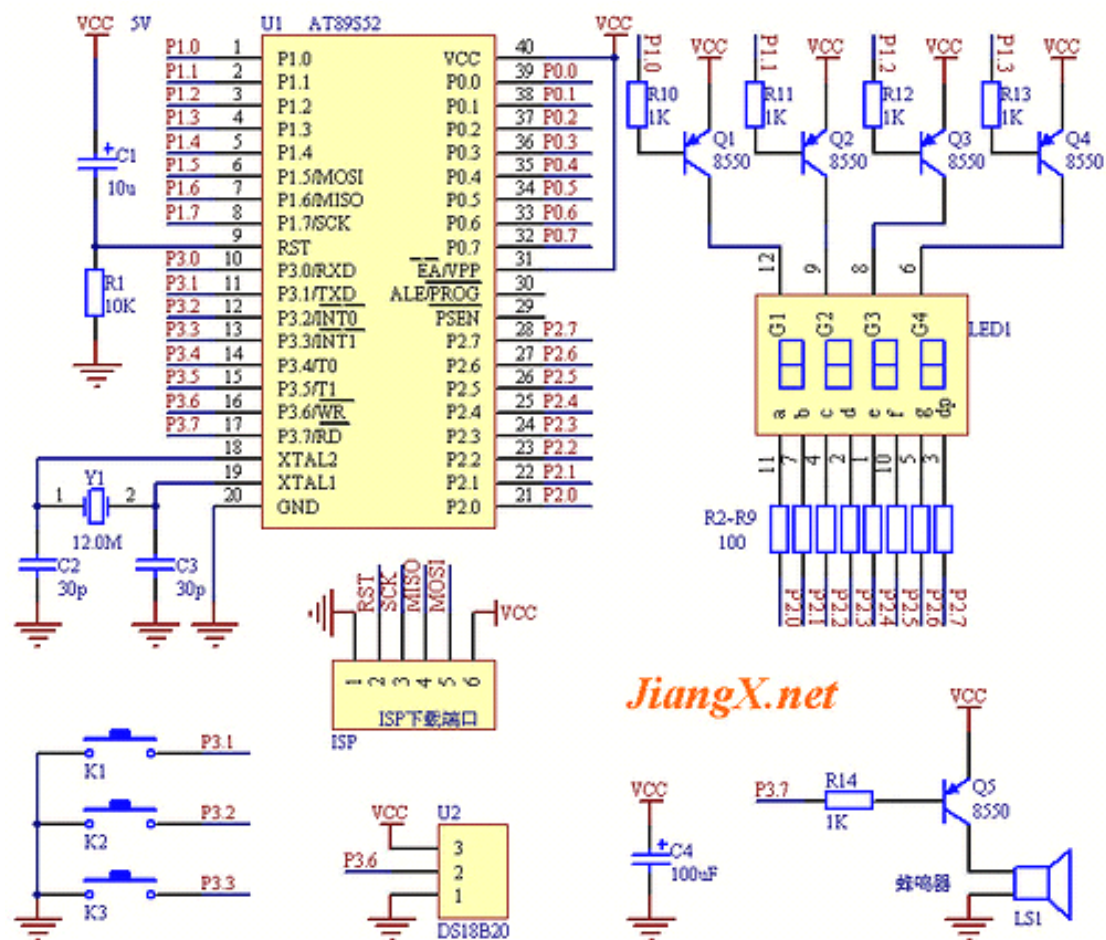 VCC 5V
C1
10u
R1
10K
U1 AT89S52
P1.0 1 P1.0 VCC 40 VCC
P1.1 2 P1.1 P0.0 39 P0.0
P1.2 3 P1.2 P0.1 38 P0.1
P1.3 4 P1.3 P0.2 37 P0.2
P1.4 5 P1.4 P0.3 36 P0.3
P1.5 6 P1.5/MOSI P0.4 35 P0.4
P1.6 7 P1.6/MISO P0.5 34 P0.5
P1.7 8 P1.7/SCK P0.6 33 P0.6
9 RST P0.7 32 P0.7
P3.0 10 P3.0/RXD EA/VPP 31
P3.1 11 P3.1/TXD ALE/PROG 30
P3.2 12 P3.2/INT0 PSEN 29
P3.3 13 P3.3/INT1 P2.7 28 P2.7
P3.4 14 P3.4/T0 P2.6 27 P2.6
P3.5 15 P3.5/T1 P2.5 26 P2.5
P3.6 16 P3.6/WR P2.4 25 P2.4
P3.7 17 P3.7/RD P2.3 24 P2.3
18 XTAL2 P2.2 23 P2.2
19 XTAL1 P2.1 22 P2.1
20 GND P2.0 21 P2.0
1 Y1 2
12.0M
C2
30p
C3
30p
P1.0 VCC P1.1 VCC P1.2 VCC P1.3 VCC
R10 R11 R12 R13
1K 1K 1K 1K
Q1 Q2 Q3 Q4
8550 8550 8550 8550
12 9 8 6
G1 G2 G3 G4
LED1
a b c d e f g dp
11 7 4 2 1 10 5 3
R2~R9
100
P2.0 P2.1 P2.2 P2.3 P2.4 P2.5 P2.6 P2.7
RST SCK MISO MOSI
VCC
1 2 3 4 5 6
ISP下载端口
ISP
JiangX.net
K1 P3.1
K2 P3.2
K3 P3.3
VCC
U2
3
P3.6 2
1
DS18B20
VCC
C4
100uF
VCC
P3.7 R14
1K
Q5
8550
蜂鸣器
LS1